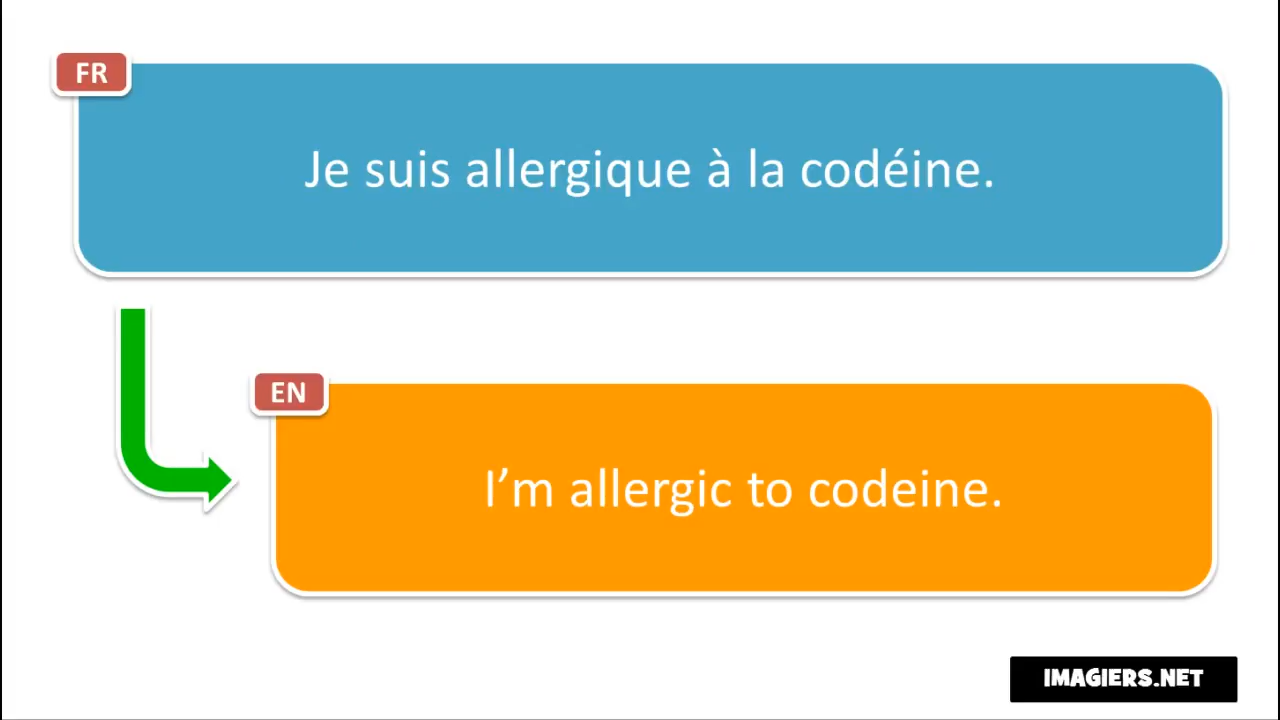 FR
Je suis allergique à la codéine.
EN
I’m allergic to codeine.
IMAGIERS.NET